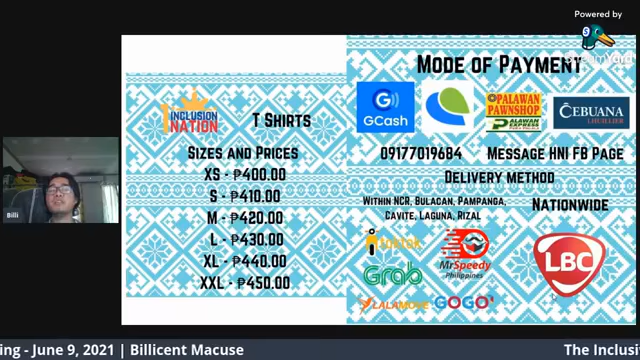 Powered by
StreamYard
INCLUSION
NATION
T SHIRTS
SIZES AND PRICES
XS - ₱400.00
S - ₱410.00
M - ₱420.00
L - ₱430.00
XL - ₱440.00
XXL - ₱450.00
MODE OF PAYMENT
G
GCash
PALAWAN
PAWNSHOP
PALAWAN
EXPRESS
CEBUANA
LHUILLIER
09177019684
MESSAGE HNI FB PAGE
DELIVERY METHOD
WITHIN NCR, BULACAN, PAMPANGA,
CAVITE, LAGUNA, RIZAL
NATIONWIDE
toktok
MrSpeedy
Philippines
Grab
LALAMOVE
GOGO
LBC
Billi
ing - June 9, 2021 | Billicent Macuse
The Inclusi